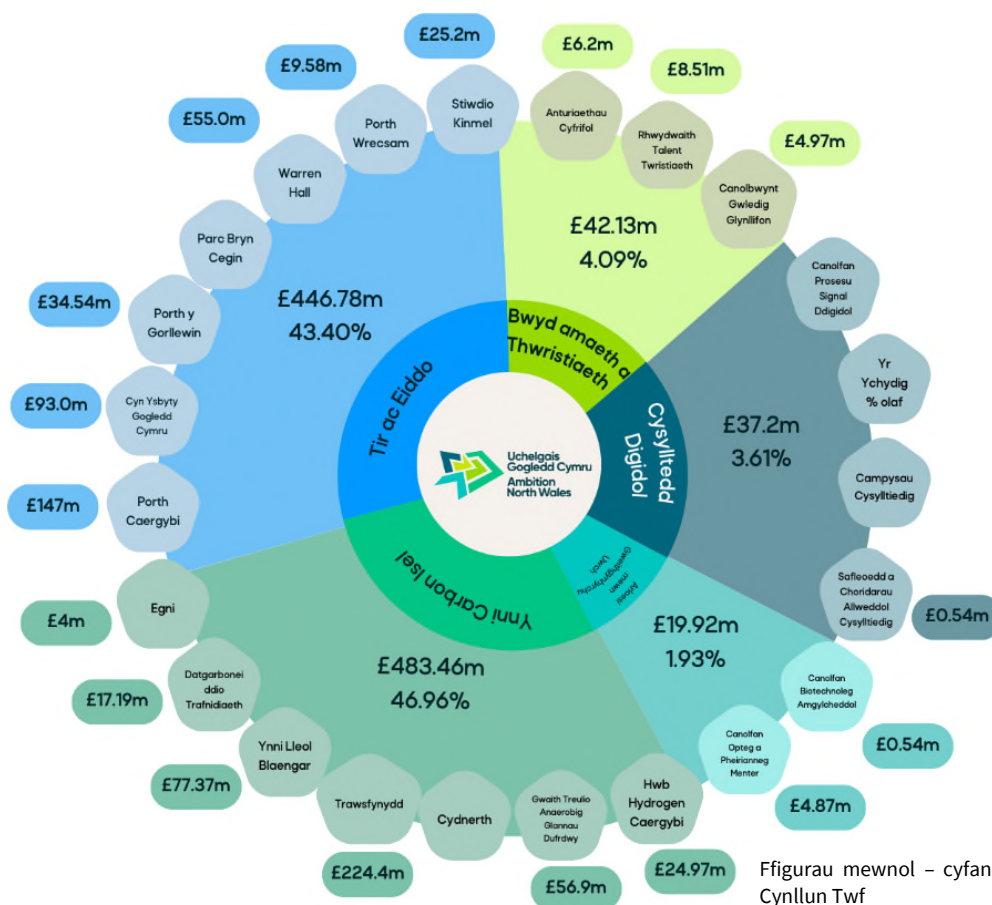 £25.2m
£9.58m
£55.0m
£34.54m
£93.0m
£147m
Stiwdio
Kinmel
Porth
Wrecsam
Warren
Hall
Parc Bryn
Cegin
Porth y
Gorllewin
Cyn Ysbyty
Gogledd
Cymru
Porth
Caergybi
£446.78m
43.40%
Tir ac Eiddo
£6.2m
£8.51m
£4.97m
Anturiaethau
Cyfrifol
Rhwydwaith
Talent
Twristiaeth
Canolbwynt
Gwledig
Glynllifon
£42.13m
4.09%
Bwyd amaeth a
Thwristiaeth
Canolfan
Prosesu
Signal
Ddigidol
Yr
Ychydig
% olaf
Campysau
Cysylltiedig
Safleoedd a
Choridarau
Allweddol
Cysylltiedig
£0.54m
£37.2m
3.61%
Cysylltedd
Digidol
Uchelgais
Gogledd Cymru
Ambition
North Wales
Arloesi
mewn
Gweithgynhyrchu
Uwch
£19.92m
1.93%
Canolfan
Biotechnoleg
Amgylcheddol
£0.54m
Canolfan
Opteg a
Pheirianneg
Menter
£4.87m
Ynni Carbon Isel
£483.46m
46.96%
Egni
£4m
Datgarbonei
ddio
Trafnidiaeth
£17.19m
Ynni Lleol
Blaengar
£77.37m
Trawsfynydd
£224.4m
Cydnerth
Gwaith Treulio
Anaerobig
Glannau
Dufrdwy
£56.9m
Hwb
Hydrogen
Caergybi
£24.97m
Ffigurau mewnol – cyfan
Cynllun Twf